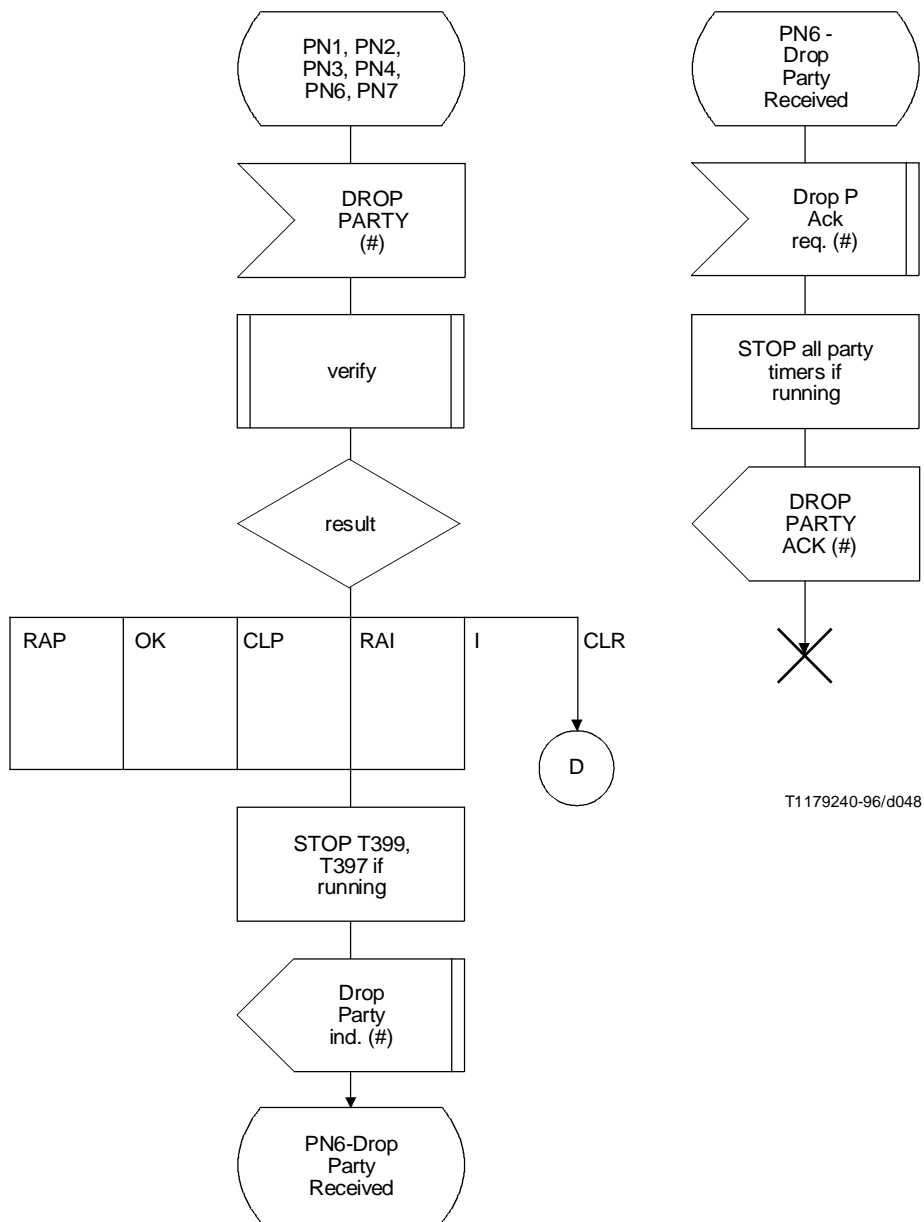 PN1, PN2,
PN3, PN4,
PN6, PN7
DROP
PARTY
(#)
verify
result
RAP
OK
CLP
RAI
I
CLR
D
STOP T399,
T397 if
running
Drop
Party
ind. (#)
PN6-Drop
Party
Received
PN6 -
Drop
Party
Received
Drop P
Ack
req. (#)
STOP all party
timers if
running
DROP
PARTY
ACK (#)
T1179240-96/d048